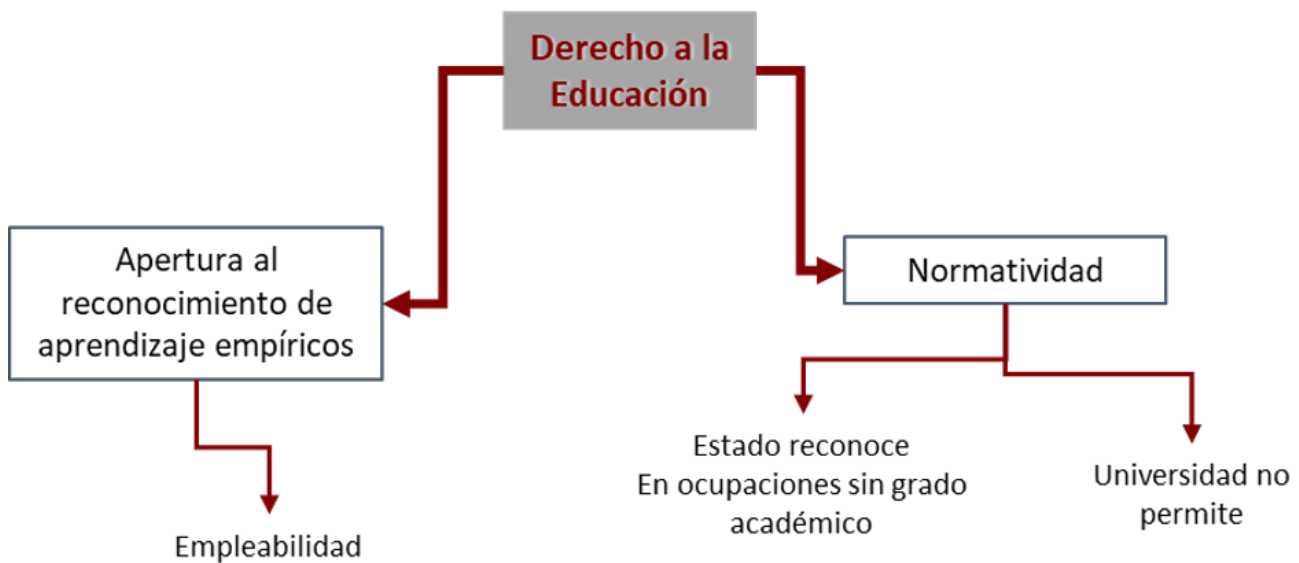 Derecho a la
Educación
Apertura al
reconocimiento de
aprendizaje empíricos
Normatividad
Estado reconoce
En ocupaciones sin grado
académico
Universidad no
permite
Empleabilidad